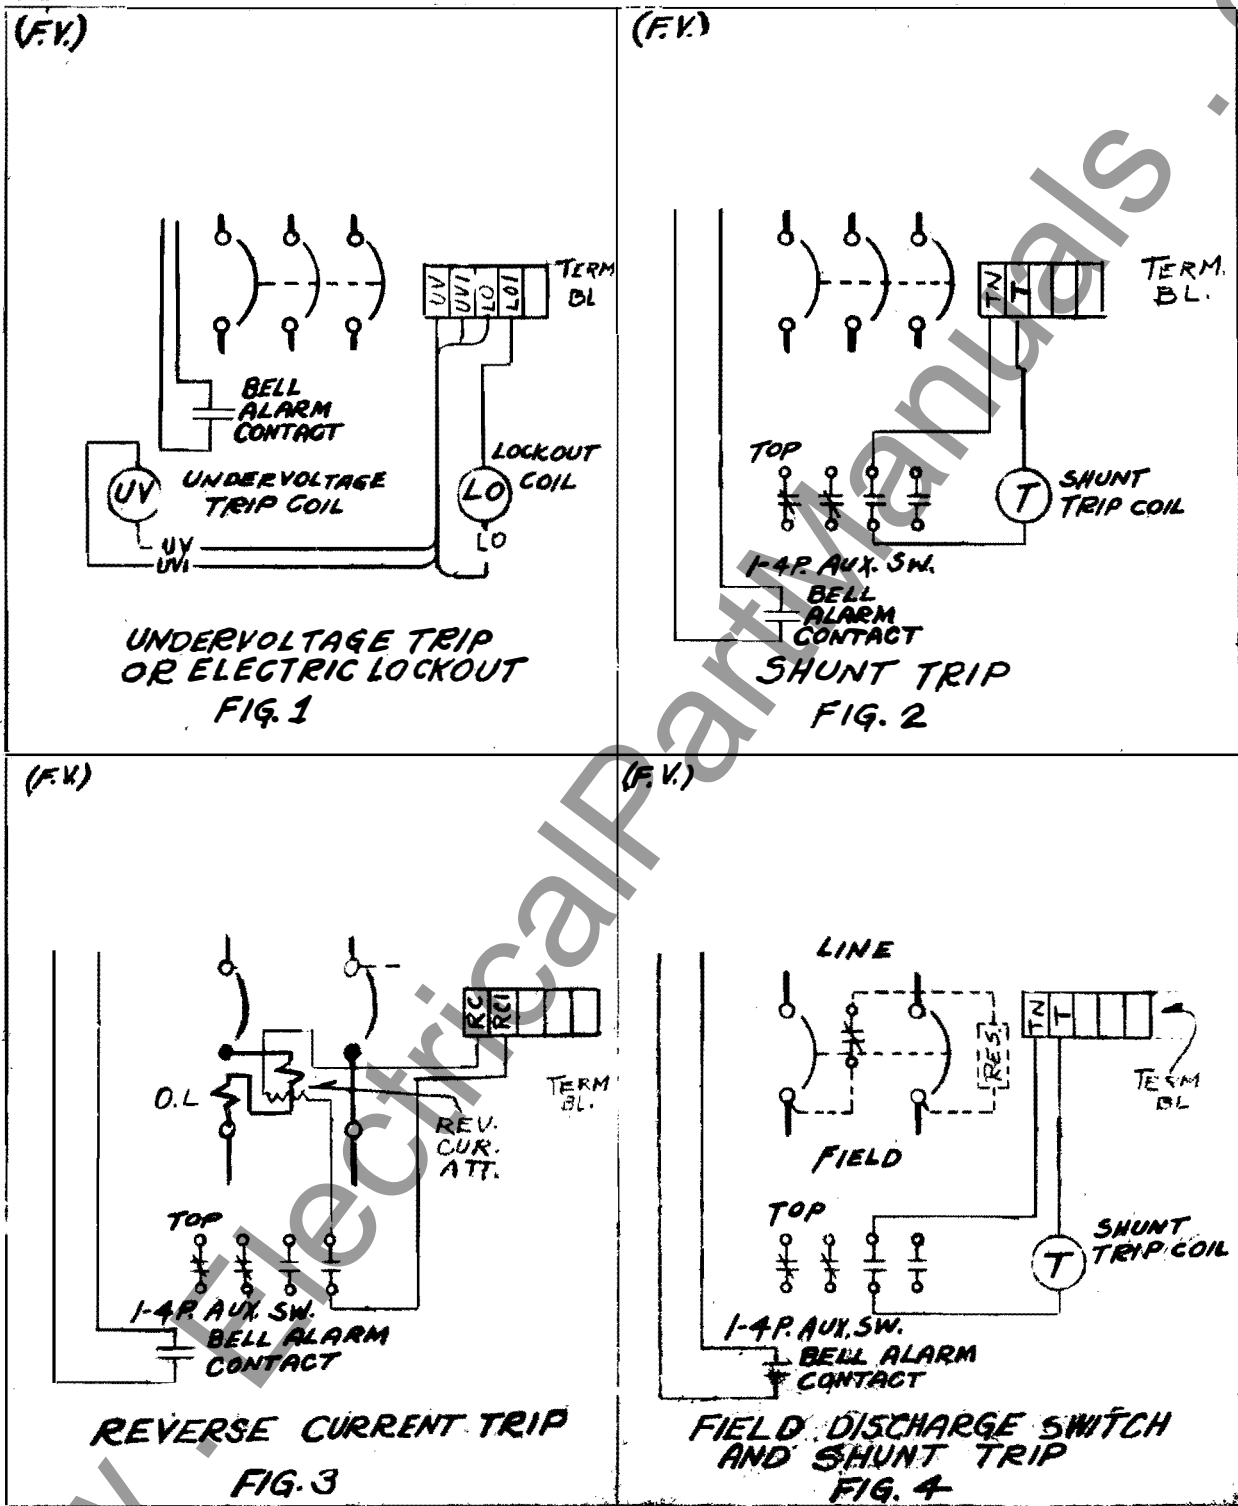 (F.V.)
UV UV1 LO LO1
TERM
BL
BELL
ALARM
CONTACT
LOCKOUT
COIL
UV
UNDERVOLTAGE
TRIP COIL
LO
UV
UV1
LO
UNDERVOLTAGE TRIP
OR ELECTRIC LOCKOUT
FIG. 1
(F.V.)
TN T
TERM.
BL.
TOP
T
SHUNT
TRIP COIL
1-4P. AUX. SW.
BELL
ALARM
CONTACT
SHUNT TRIP
FIG. 2
(F.V.)
RC RC1
TERM
BL.
O.L
REV.
CUR.
ATT.
TOP
1-4P. AUX. SW.
BELL ALARM
CONTACT
REVERSE CURRENT TRIP
FIG. 3
(F.V.)
LINE
RES.
TN T
TERM
BL
FIELD
TOP
T
SHUNT
TRIP COIL
1-4P. AUX. SW.
BELL ALARM
CONTACT
FIELD DISCHARGE SWITCH
AND SHUNT TRIP
FIG. 4
. ElectricalPartManuals .